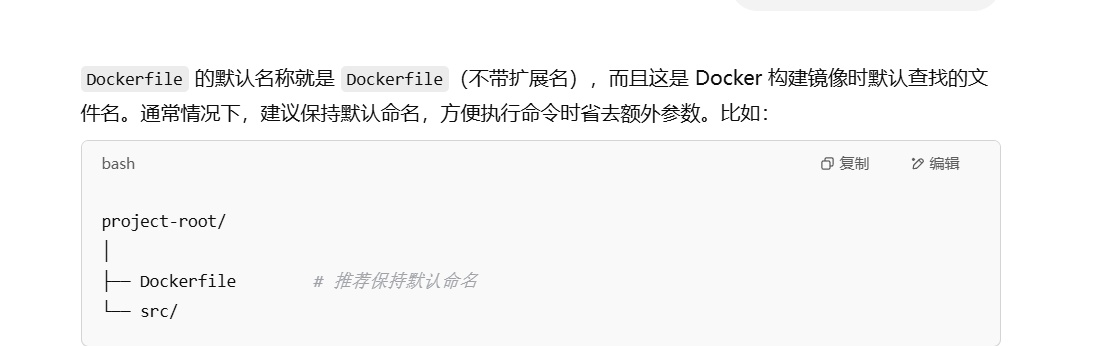 Dockerfile 的默认名称就是 Dockerfile（不带扩展名），而且这是 Docker 构建镜像时默认查找的文
件名。通常情况下，建议保持默认命名，方便执行命令时省去额外参数。比如：
bash 复制 编辑
project-root/
│
├── Dockerfile        # 推荐保持默认命名
└── src/